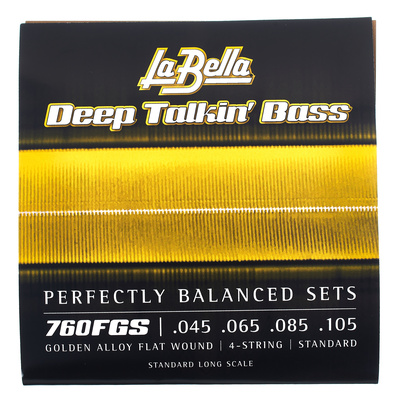 La Bella
Deep Talkin' Bass
PERFECTLY BALANCED SETS
760FGS | .045 .065 .085 .105
GOLDEN ALLOY FLAT WOUND | 4-STRING | STANDARD
STANDARD LONG SCALE